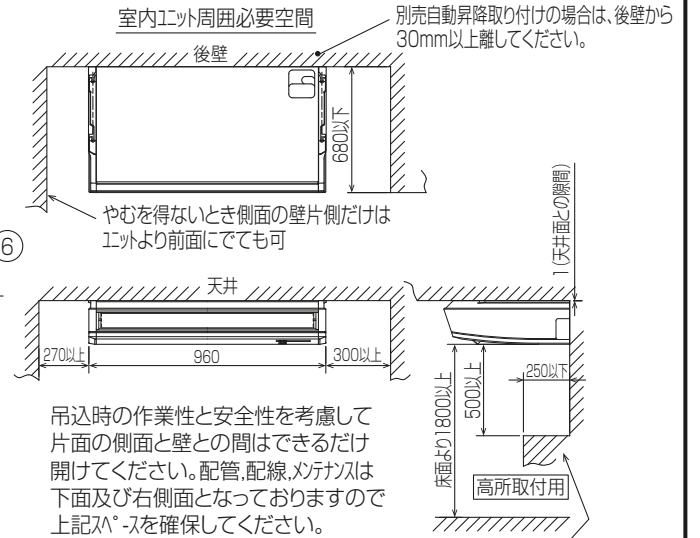 室内ユニット周囲必要空間
別売自動昇降取り付けの場合は、後壁から
30mm以上離してください。
後壁
680以下
やむを得ないとき側面の壁片側だけは
ユニットより前面にでても可
6
1(天井面との隙間)
天井
270以上
960
300以上
床面より1800以上
500以上
250以下
高所取付用
吊込時の作業性と安全性を考慮して
片面の側面と壁との間はできるだけ
開けてください。配管,配線,メンテナンスは
下面及び右側面となっておりますので
上記スペースを確保してください。